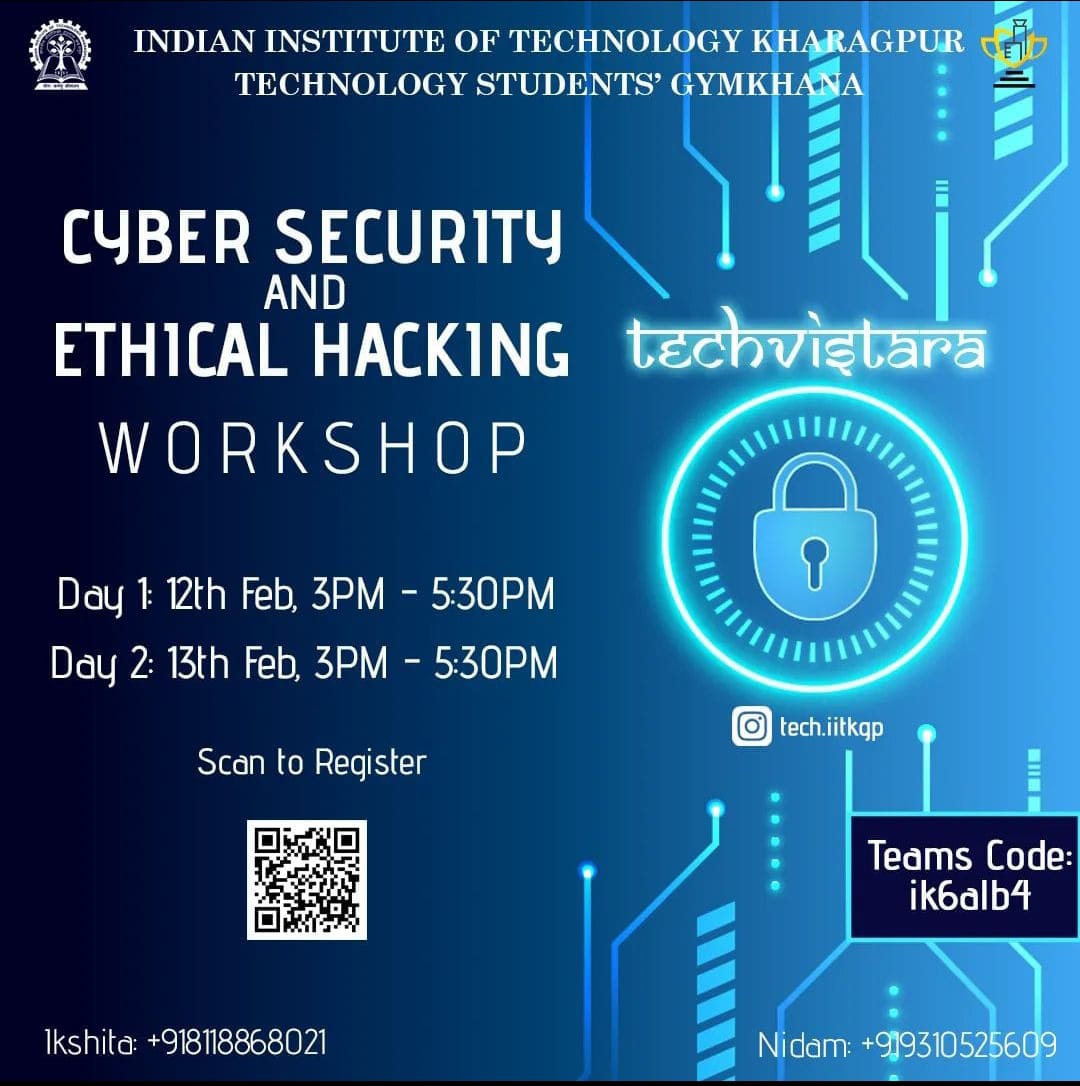 INDIAN INSTITUTE OF TECHNOLOGY KHARAGPUR
TECHNOLOGY STUDENTS' GYMKHANA
CYBER SECURITY
AND
ETHICAL HACKING
WORKSHOP
techvistara
Day 1: 12th Feb, 3PM - 5:30PM
Day 2: 13th Feb, 3PM - 5:30PM
tech.iitkgp
Scan to Register
Teams Code:
ik6alb4
Ikshita: +918118868021
Nidam: +919310525609